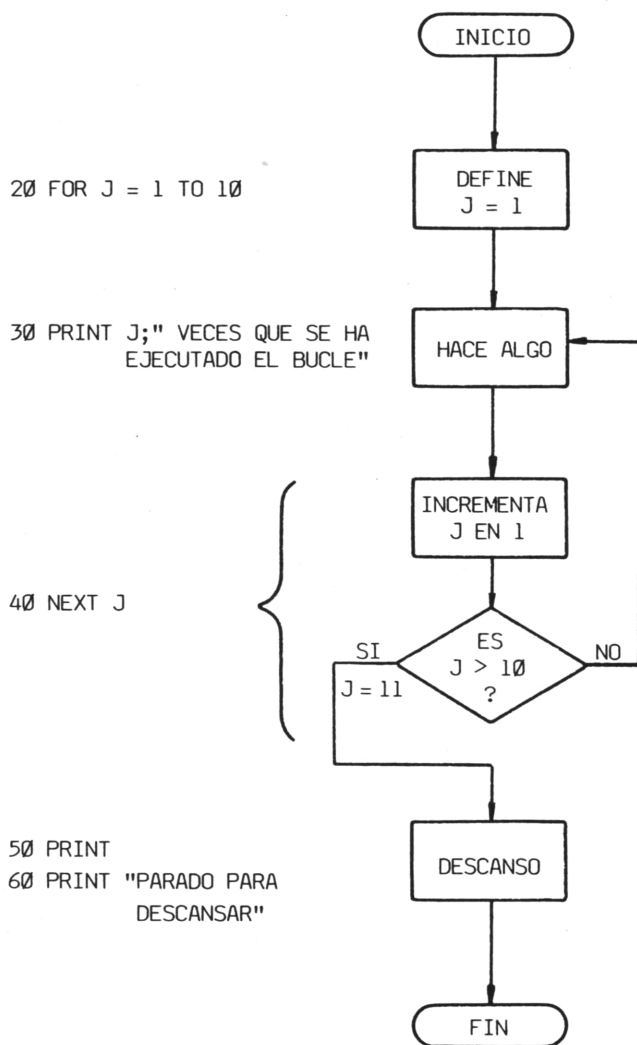 INICIO
20 FOR J = 1 TO 10
DEFINE
J = 1
30 PRINT J;" VECES QUE SE HA
EJECUTADO EL BUCLE"
HACE ALGO
INCREMENTA
J EN 1
40 NEXT J
ES
J > 10
?
SI
J = 11
NO
50 PRINT
60 PRINT "PARADO PARA
DESCANSAR"
DESCANSO
FIN